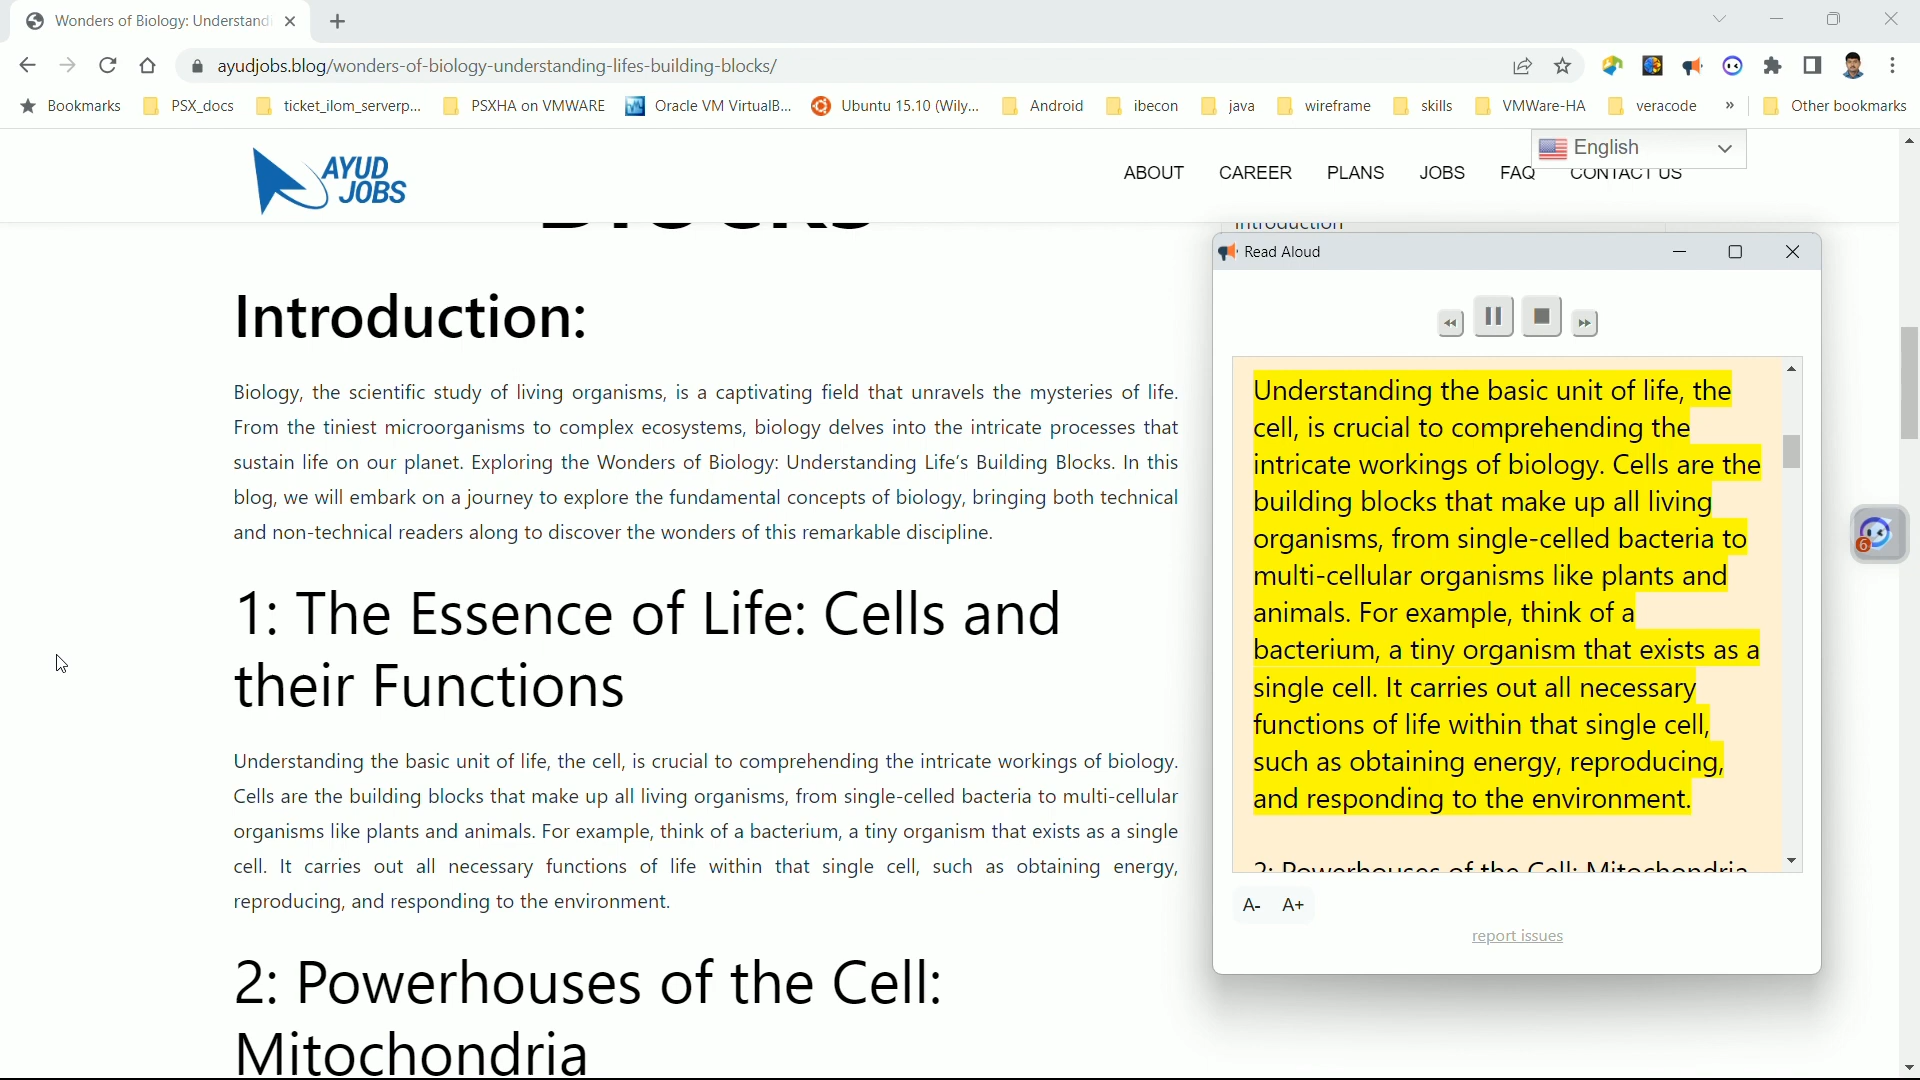 Wonders of Biology: Understandi
ayudjobs.blog/wonders-of-biology-understanding-lifes-building-blocks/
Bookmarks PSX_docs ticket_ilom_serverp... PSXHA on VMWARE Oracle VM VirtualB... Ubuntu 15.10 (Wily... Android ibecon java wireframe skills VMWare-HA veracode » Other bookmarks
AYUD
JOBS
ABOUT CAREER PLANS JOBS FAQ CONTACT US
English
Introduction
Read Aloud
Introduction:
Biology, the scientific study of living organisms, is a captivating field that unravels the mysteries of life.
From the tiniest microorganisms to complex ecosystems, biology delves into the intricate processes that
sustain life on our planet. Exploring the Wonders of Biology: Understanding Life's Building Blocks. In this
blog, we will embark on a journey to explore the fundamental concepts of biology, bringing both technical
and non-technical readers along to discover the wonders of this remarkable discipline.
1: The Essence of Life: Cells and
their Functions
Understanding the basic unit of life, the cell, is crucial to comprehending the intricate workings of biology.
Cells are the building blocks that make up all living organisms, from single-celled bacteria to multi-cellular
organisms like plants and animals. For example, think of a bacterium, a tiny organism that exists as a single
cell. It carries out all necessary functions of life within that single cell, such as obtaining energy,
reproducing, and responding to the environment.
2: Powerhouses of the Cell:
Mitochondria
Understanding the basic unit of life, the
cell, is crucial to comprehending the
intricate workings of biology. Cells are the
building blocks that make up all living
organisms, from single-celled bacteria to
multi-cellular organisms like plants and
animals. For example, think of a
bacterium, a tiny organism that exists as a
single cell. It carries out all necessary
functions of life within that single cell,
such as obtaining energy, reproducing,
and responding to the environment.
2: Powerhouses of the Cell: Mitochondria
A- A+
report issues
6